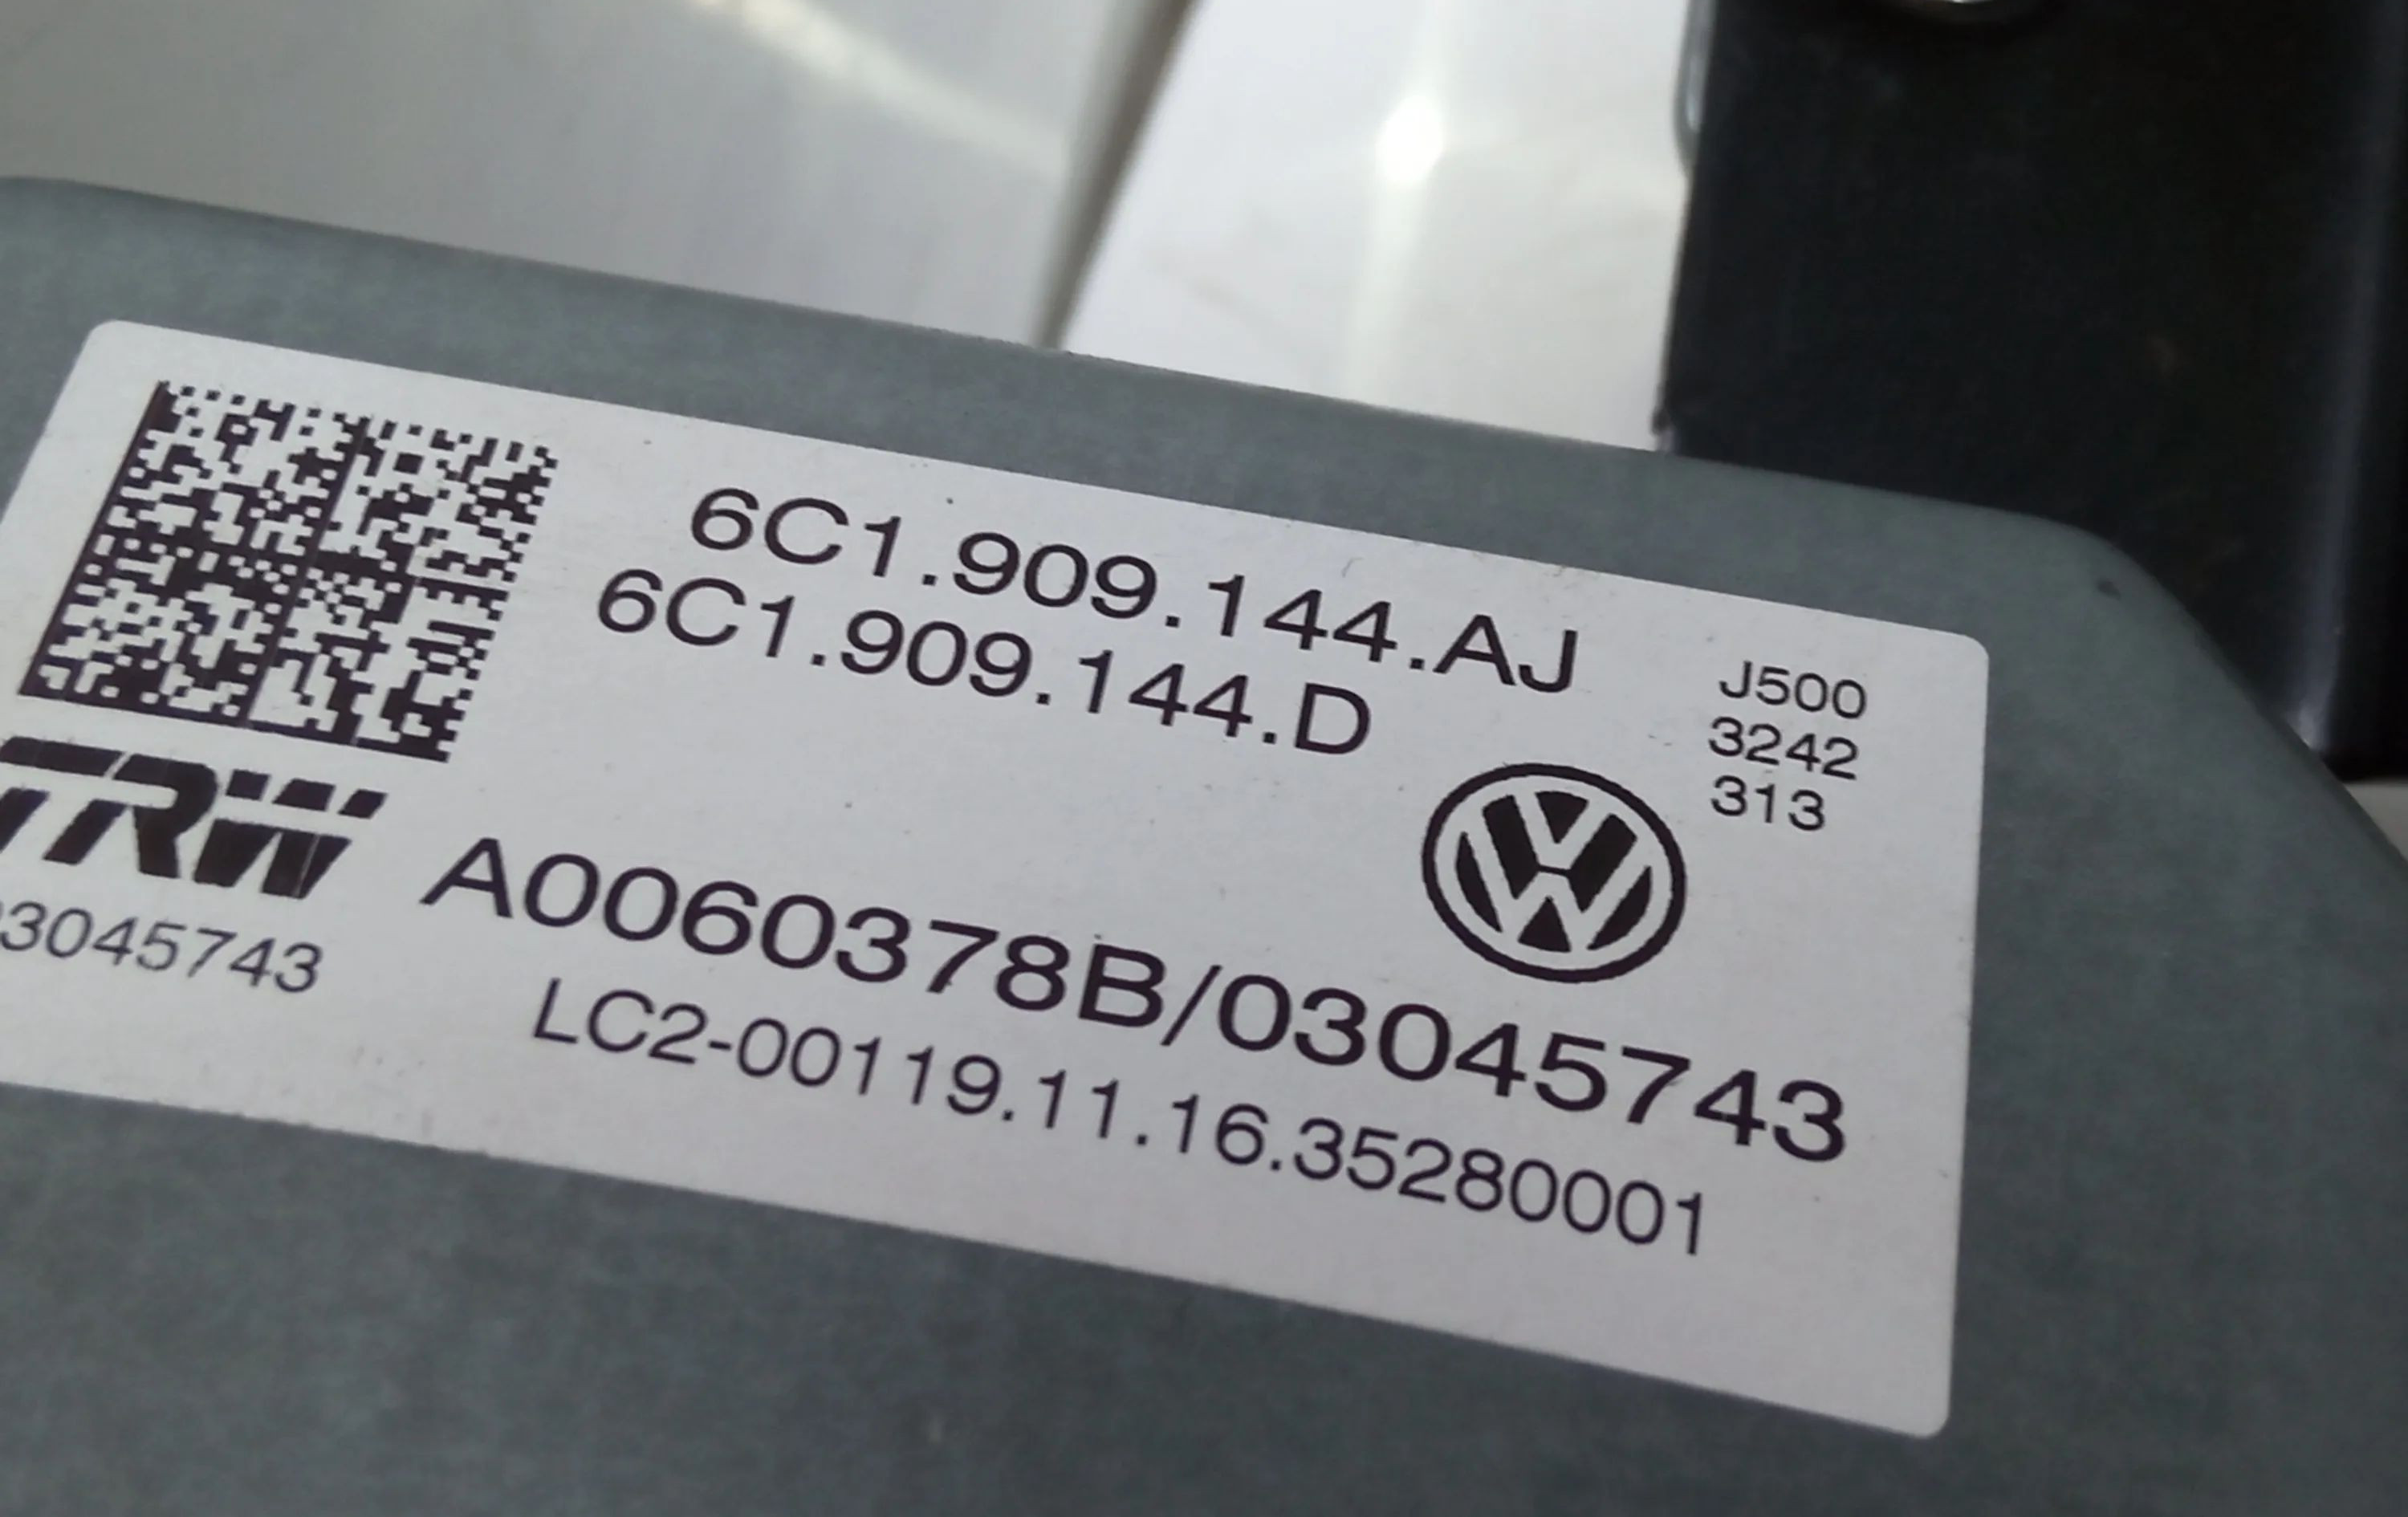 6C1.909.144.AJ
6C1.909.144.D
J500
3242
313
TRW
3045743
A0060378B/03045743
LC2-00119.11.16.35280001